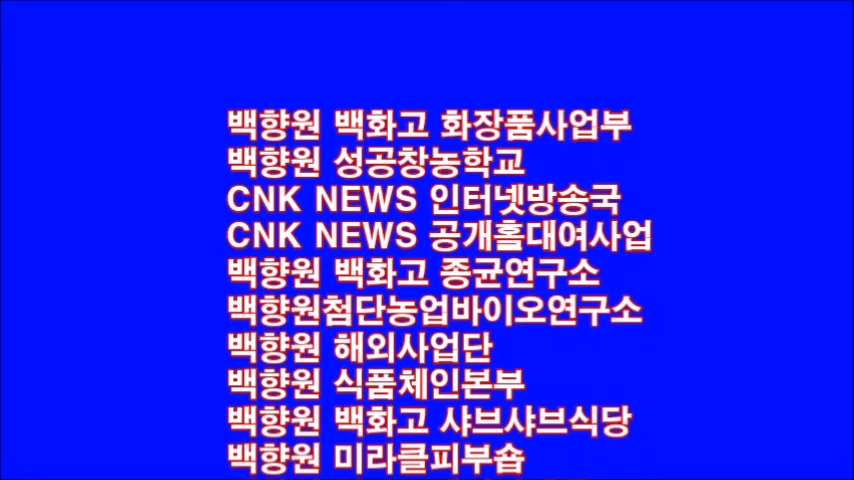 백향원 백화고 화장품사업부
백향원 성공창농학교
CNK NEWS 인터넷방송국
CNK NEWS 공개홀대여사업
백향원 백화고 종균연구소
백향원첨단농업바이오연구소
백향원 해외사업단
백향원 식품체인본부
백향원 백화고 샤브샤브식당
백향원 미라클피부숍